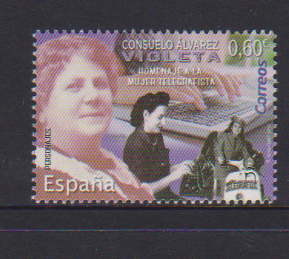 CONSUELO ÁLVAREZ
VIOLETA
0,60€
HOMENAJE A LA
MUJER TELEGRAFISTA
Correos
PERSONAJES
España